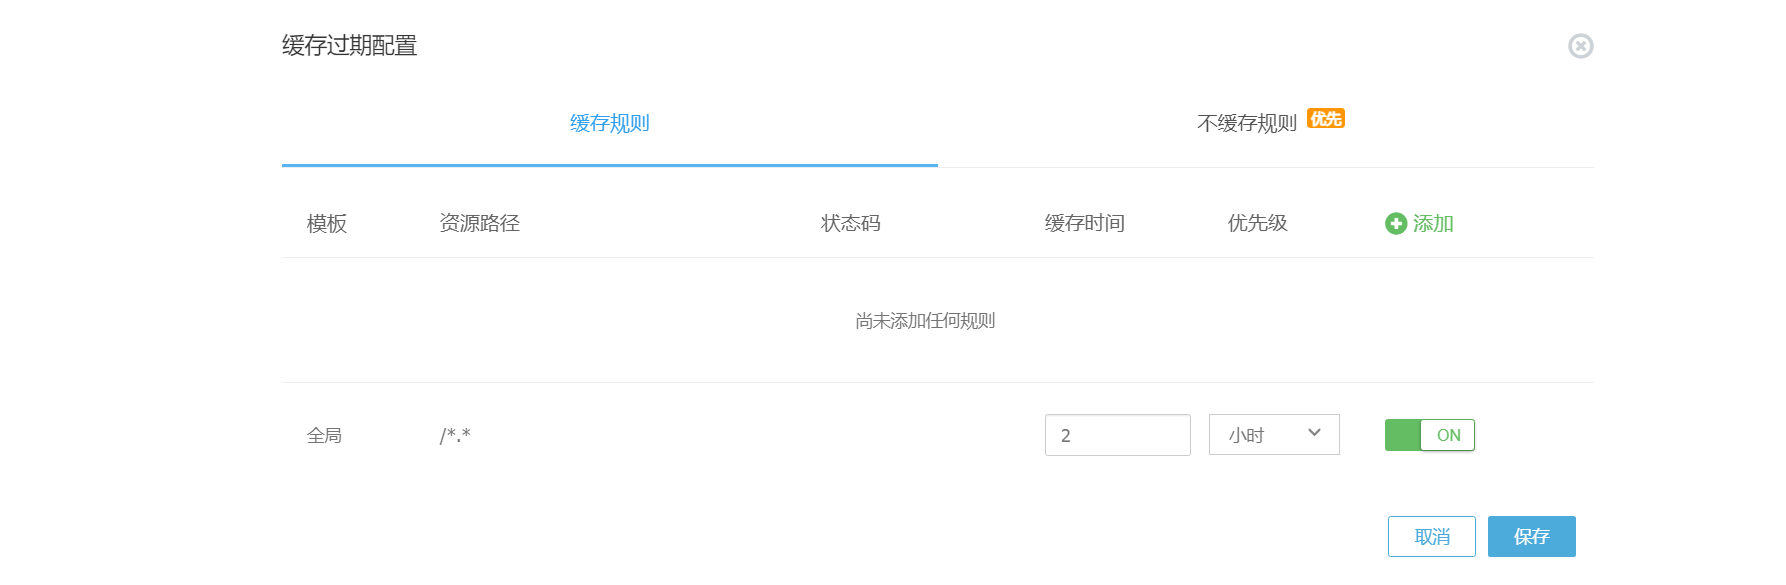 缓存过期配置
缓存规则
不缓存规则 优先
模板 资源路径 状态码 缓存时间 优先级 添加
尚未添加任何规则
全局 /*.* 2 小时 ON
取消 保存